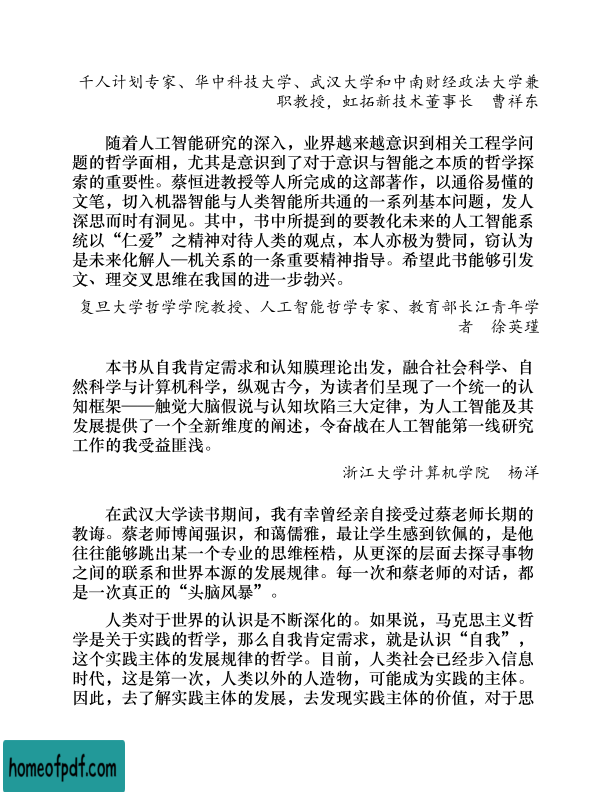 千人计划专家、华中科技大学、武汉大学和中南财经政法大学兼
职教授，虹拓新技术董事长　曹祥东
随着人工智能研究的深入，业界越来越意识到相关工程学问
题的哲学面相，尤其是意识到了对于意识与智能之本质的哲学探
索的重要性。蔡恒进教授等人所完成的这部著作，以通俗易懂的
文笔，切入机器智能与人类智能所共通的一系列基本问题，发人
深思而时有洞见。其中，书中所提到的要教化未来的人工智能系
统以“仁爱”之精神对待人类的观点，本人亦极为赞同，窃认为
是未来化解人—机关系的一条重要精神指导。希望此书能够引发
文、理交叉思维在我国的进一步勃兴。
复旦大学哲学学院教授、人工智能哲学专家、教育部长江青年学
者　徐英瑾
本书从自我肯定需求和认知膜理论出发，融合社会科学、自
然科学与计算机科学，纵观古今，为读者们呈现了一个统一的认
知框架——触觉大脑假说与认知坎陷三大定律，为人工智能及其
发展提供了一个全新维度的阐述，令奋战在人工智能第一线研究
工作的我受益匪浅。
浙江大学计算机学院　杨洋
在武汉大学读书期间，我有幸曾经亲自接受过蔡老师长期的
教诲。蔡老师博闻强识，和蔼儒雅，最让学生感到钦佩的，是他
往往能够跳出某一个专业的思维桎梏，从更深的层面去探寻事物
之间的联系和世界本源的发展规律。每一次和蔡老师的对话，都
是一次真正的“头脑风暴”。
人类对于世界的认识是不断深化的。如果说，马克思主义哲
学是关于实践的哲学，那么自我肯定需求，就是认识“自我”，
这个实践主体的发展规律的哲学。目前，人类社会已经步入信息
时代，这是第一次，人类以外的人造物，可能成为实践的主体。
因此，去了解实践主体的发展，去发现实践主体的价值，对于思
homeofpdf.com